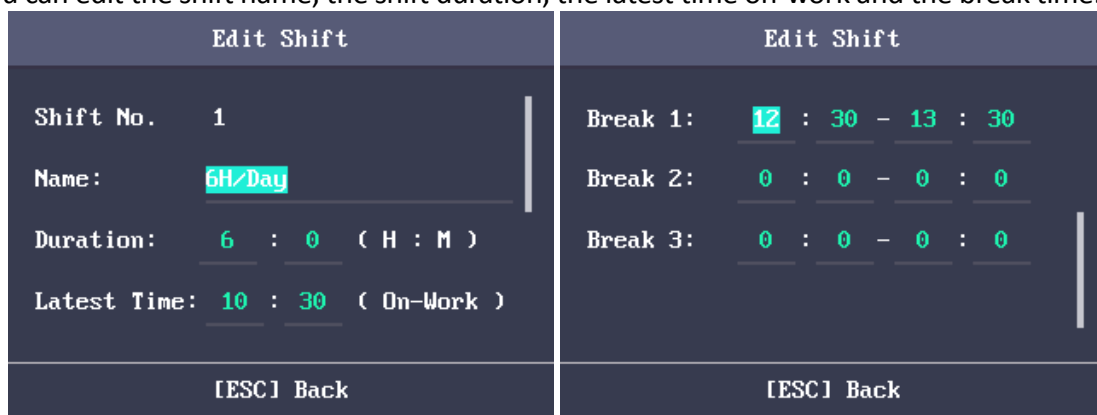 can edit the shift name, the shift duration, the latest time on-work and the break time
Edit Shift
Shift No. 1
Name: 6H/Day
Duration: 6 : 0 ( H : M )
Latest Time: 10 : 30 ( On-Work )
[ESC] Back
Edit Shift
Break 1: 12 : 30 - 13 : 30
Break 2: 0 : 0 - 0 : 0
Break 3: 0 : 0 - 0 : 0
[ESC] Back